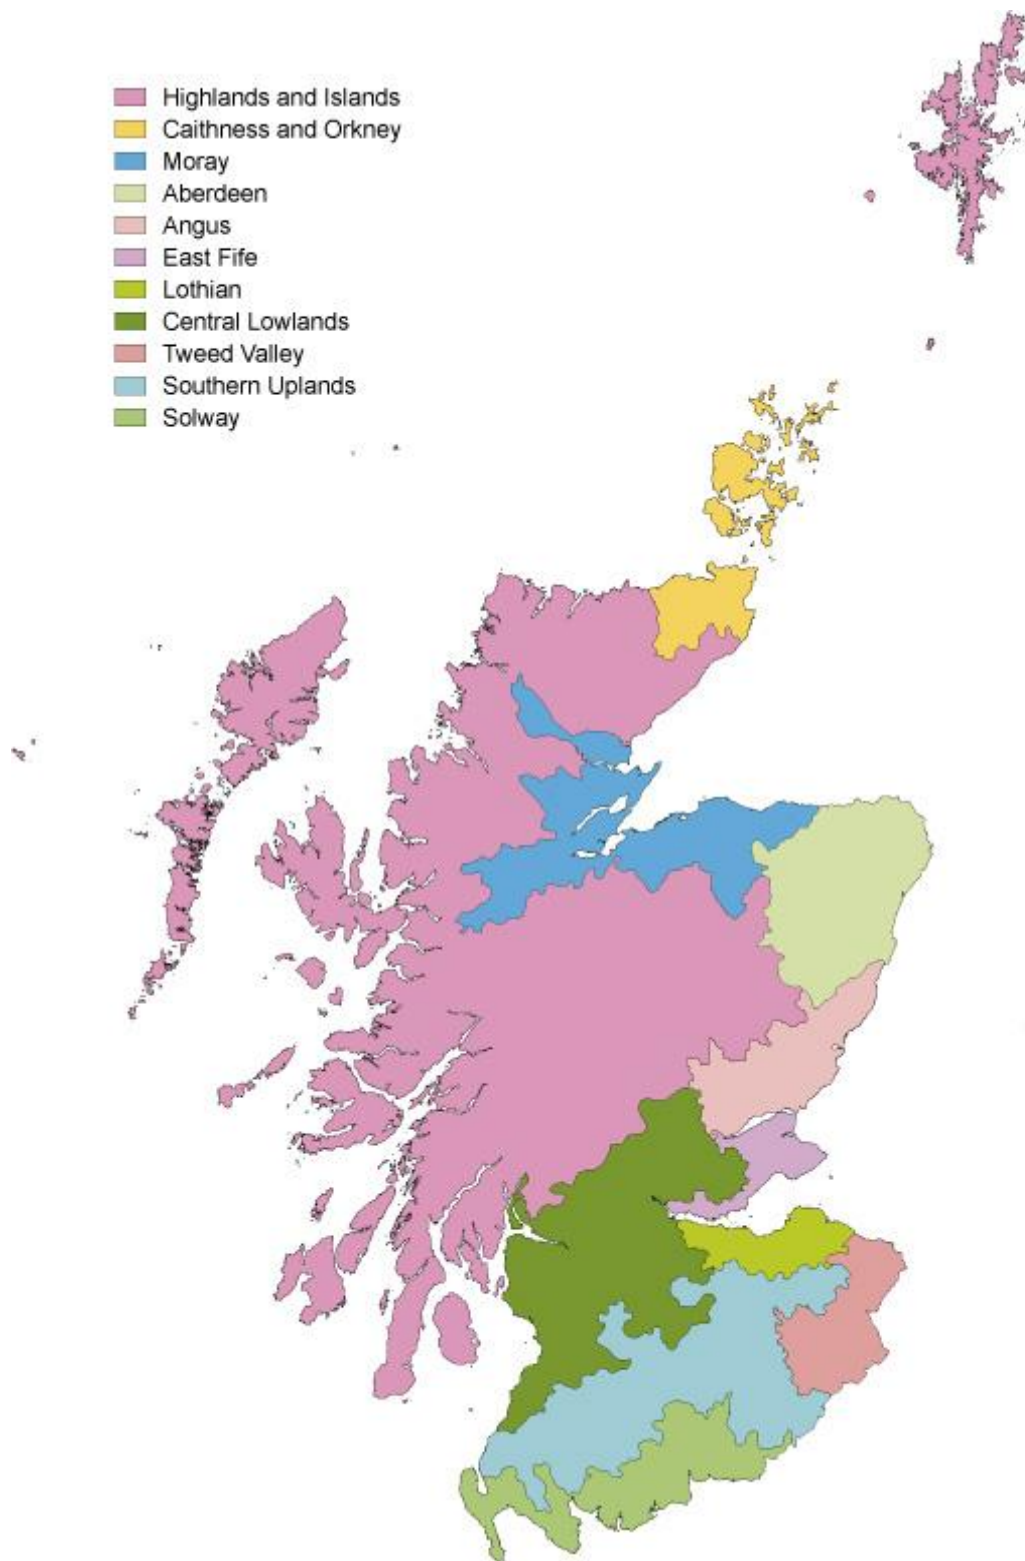 Highlands and Islands
Caithness and Orkney
Moray
Aberdeen
Angus
East Fife
Lothian
Central Lowlands
Tweed Valley
Southern Uplands
Solway